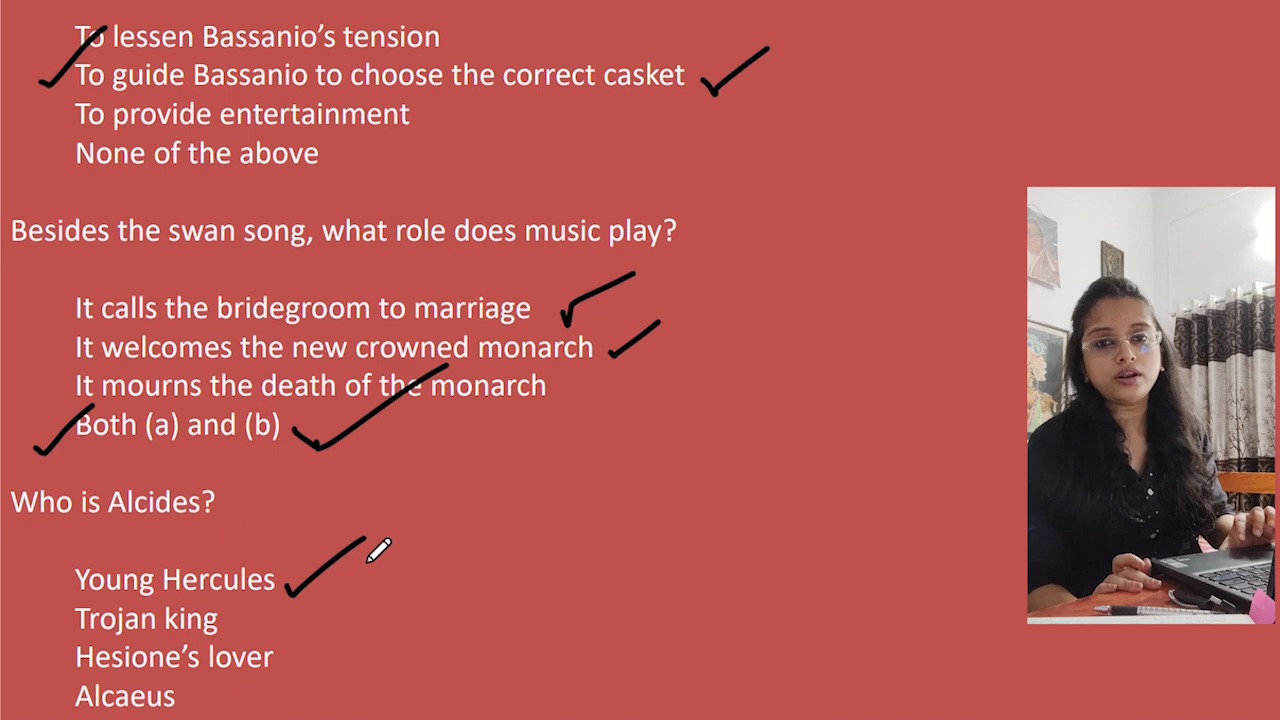 To lessen Bassanio’s tension
To guide Bassanio to choose the correct casket
To provide entertainment
None of the above
Besides the swan song, what role does music play?
It calls the bridegroom to marriage
It welcomes the new crowned monarch
It mourns the death of the monarch
Both (a) and (b)
Who is Alcides?
Young Hercules
Trojan king
Hesione’s lover
Alcaeus